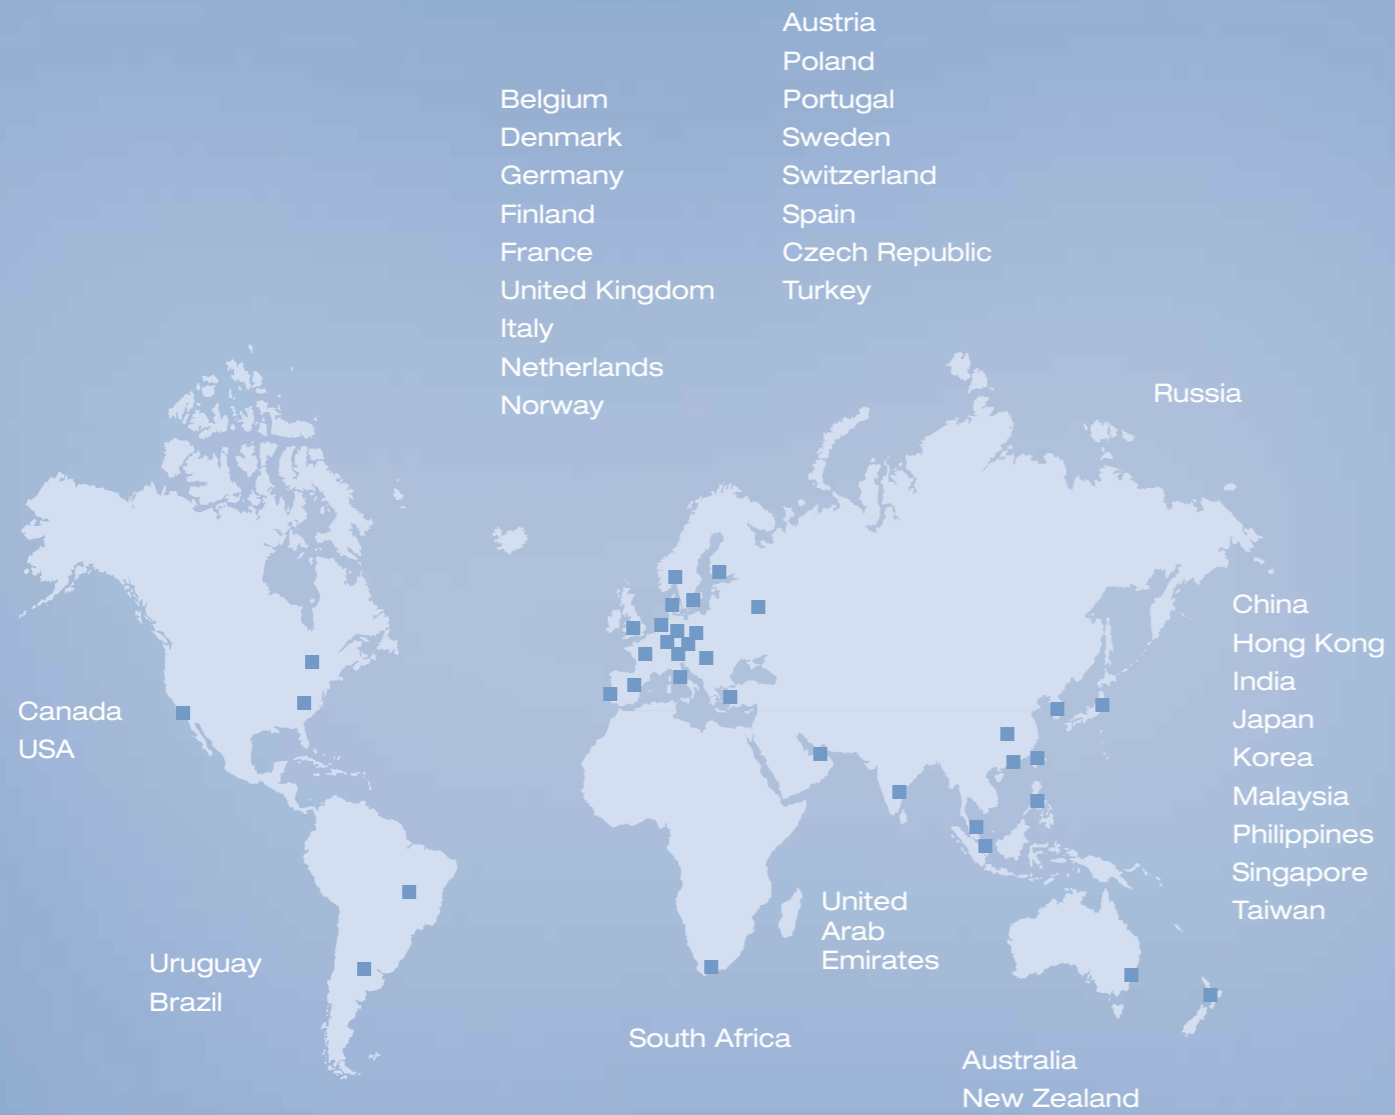 Belgium
Denmark
Germany
Finland
France
United Kingdom
Italy
Netherlands
Norway
Austria
Poland
Portugal
Sweden
Switzerland
Spain
Czech Republic
Turkey
Russia
Canada
USA
China
Hong Kong
India
Japan
Korea
Malaysia
Philippines
Singapore
Taiwan
United
Arab
Emirates
Uruguay
Brazil
South Africa
Australia
New Zealand